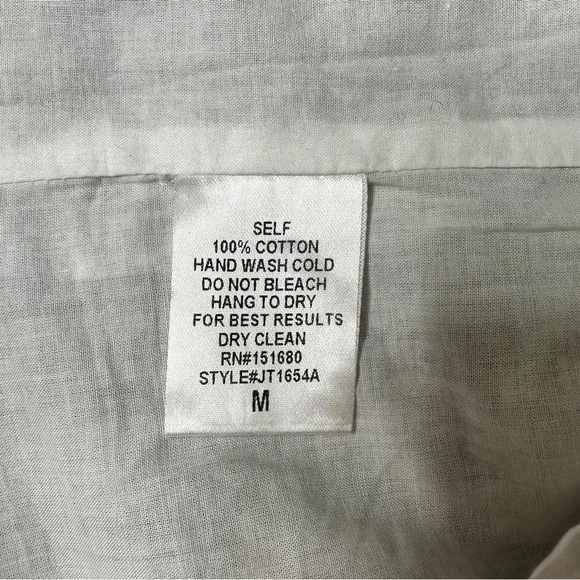 SELF
100% COTTON
HAND WASH COLD
DO NOT BLEACH
HANG TO DRY
FOR BEST RESULTS
DRY CLEAN
RN#151680
STYLE#JT1654A
M